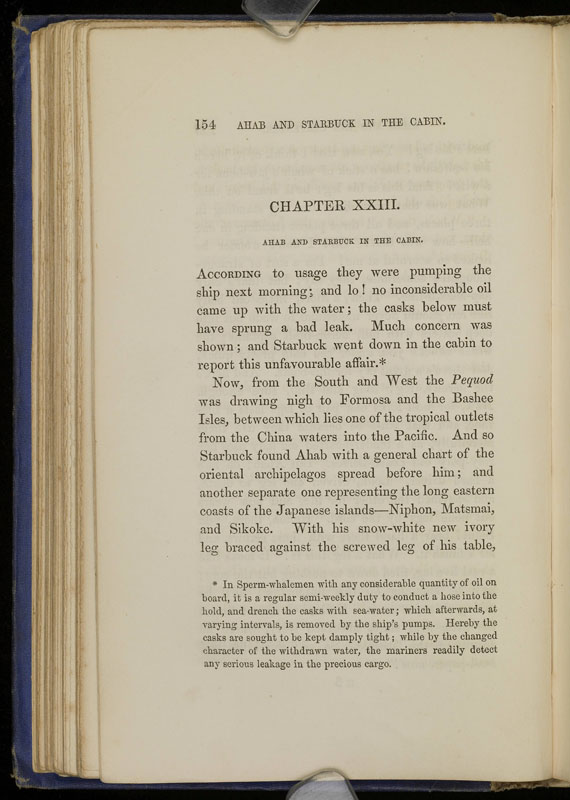 154 AHAB AND STARBUCK IN THE CABIN.
CHAPTER XXIII.
AHAB AND STARBUCK IN THE CABIN.
ACCORDING to usage they were pumping the
ship next morning; and lo! no inconsiderable oil
came up with the water; the casks below must
have sprung a bad leak. Much concern was
shown; and Starbuck went down in the cabin to
report this unfavourable affair.*
Now, from the South and West the Pequod
was drawing nigh to Formosa and the Bashee
Isles, between which lies one of the tropical outlets
from the China waters into the Pacific. And so
Starbuck found Ahab with a general chart of the
oriental archipelagos spread before him; and
another separate one representing the long eastern
coasts of the Japanese islands—Niphon, Matsmai,
and Sikoke. With his snow-white new ivory
leg braced against the screwed leg of his table,
* In Sperm-whalemen with any considerable quantity of oil on
board, it is a regular semi-weekly duty to conduct a hose into the
hold, and drench the casks with sea-water; which afterwards, at
varying intervals, is removed by the ship's pumps. Hereby the
casks are sought to be kept damply tight; while by the changed
character of the withdrawn water, the mariners readily detect
any serious leakage in the precious cargo.